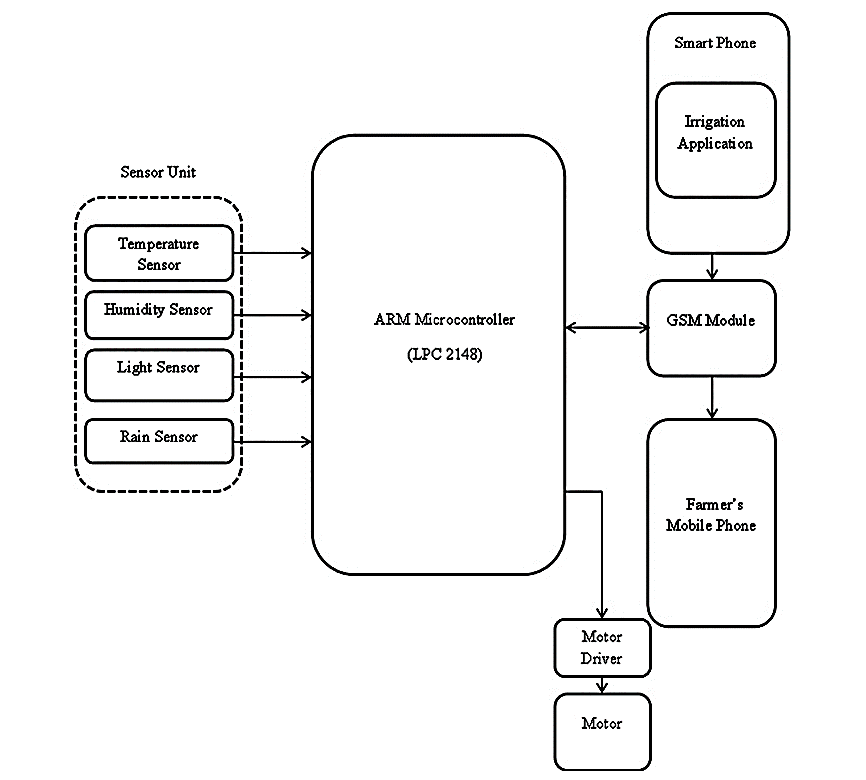 Smart Phone
Irrigation
Application
Sensor Unit
Temperature
Sensor
Humidity Sensor
Light Sensor
Rain Sensor
ARM Microcontroller
(LPC 2148)
GSM Module
Farmer's
Mobile Phone
Motor
Driver
Motor